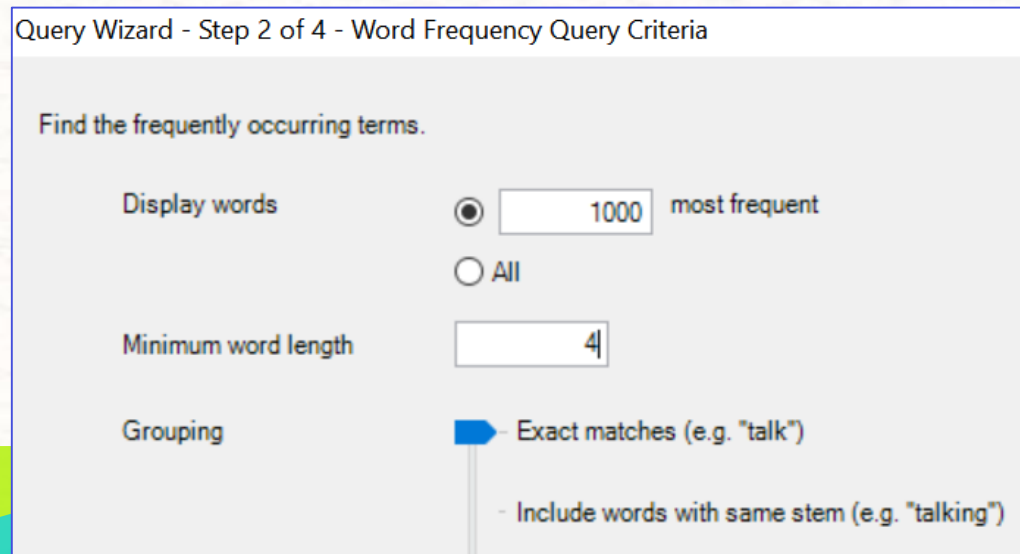 Query Wizard - Step 2 of 4 - Word Frequency Query Criteria
Find the frequently occurring terms.
Display words 1000 most frequent
All
Minimum word length 4
Grouping Exact matches (e.g. "talk")
Include words with same stem (e.g. "talking")